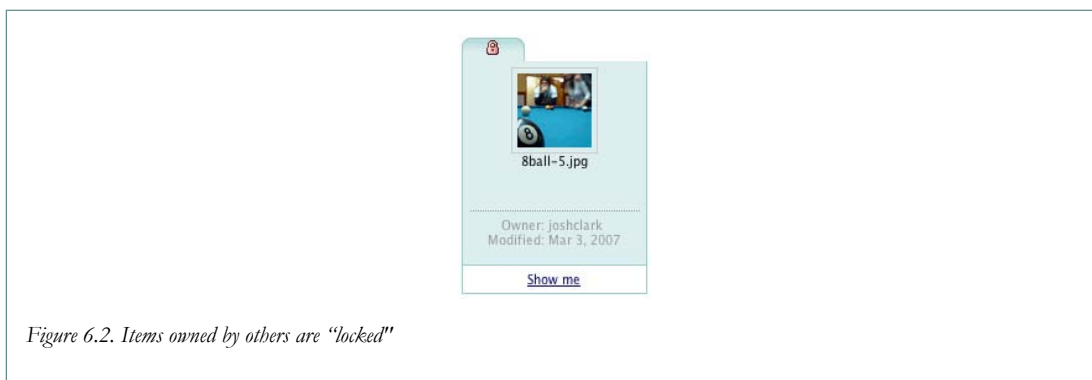 8
8ball-5.jpg
Owner: joshclark
Modified: Mar 3, 2007
Show me
Figure 6.2. Items owned by others are “locked"